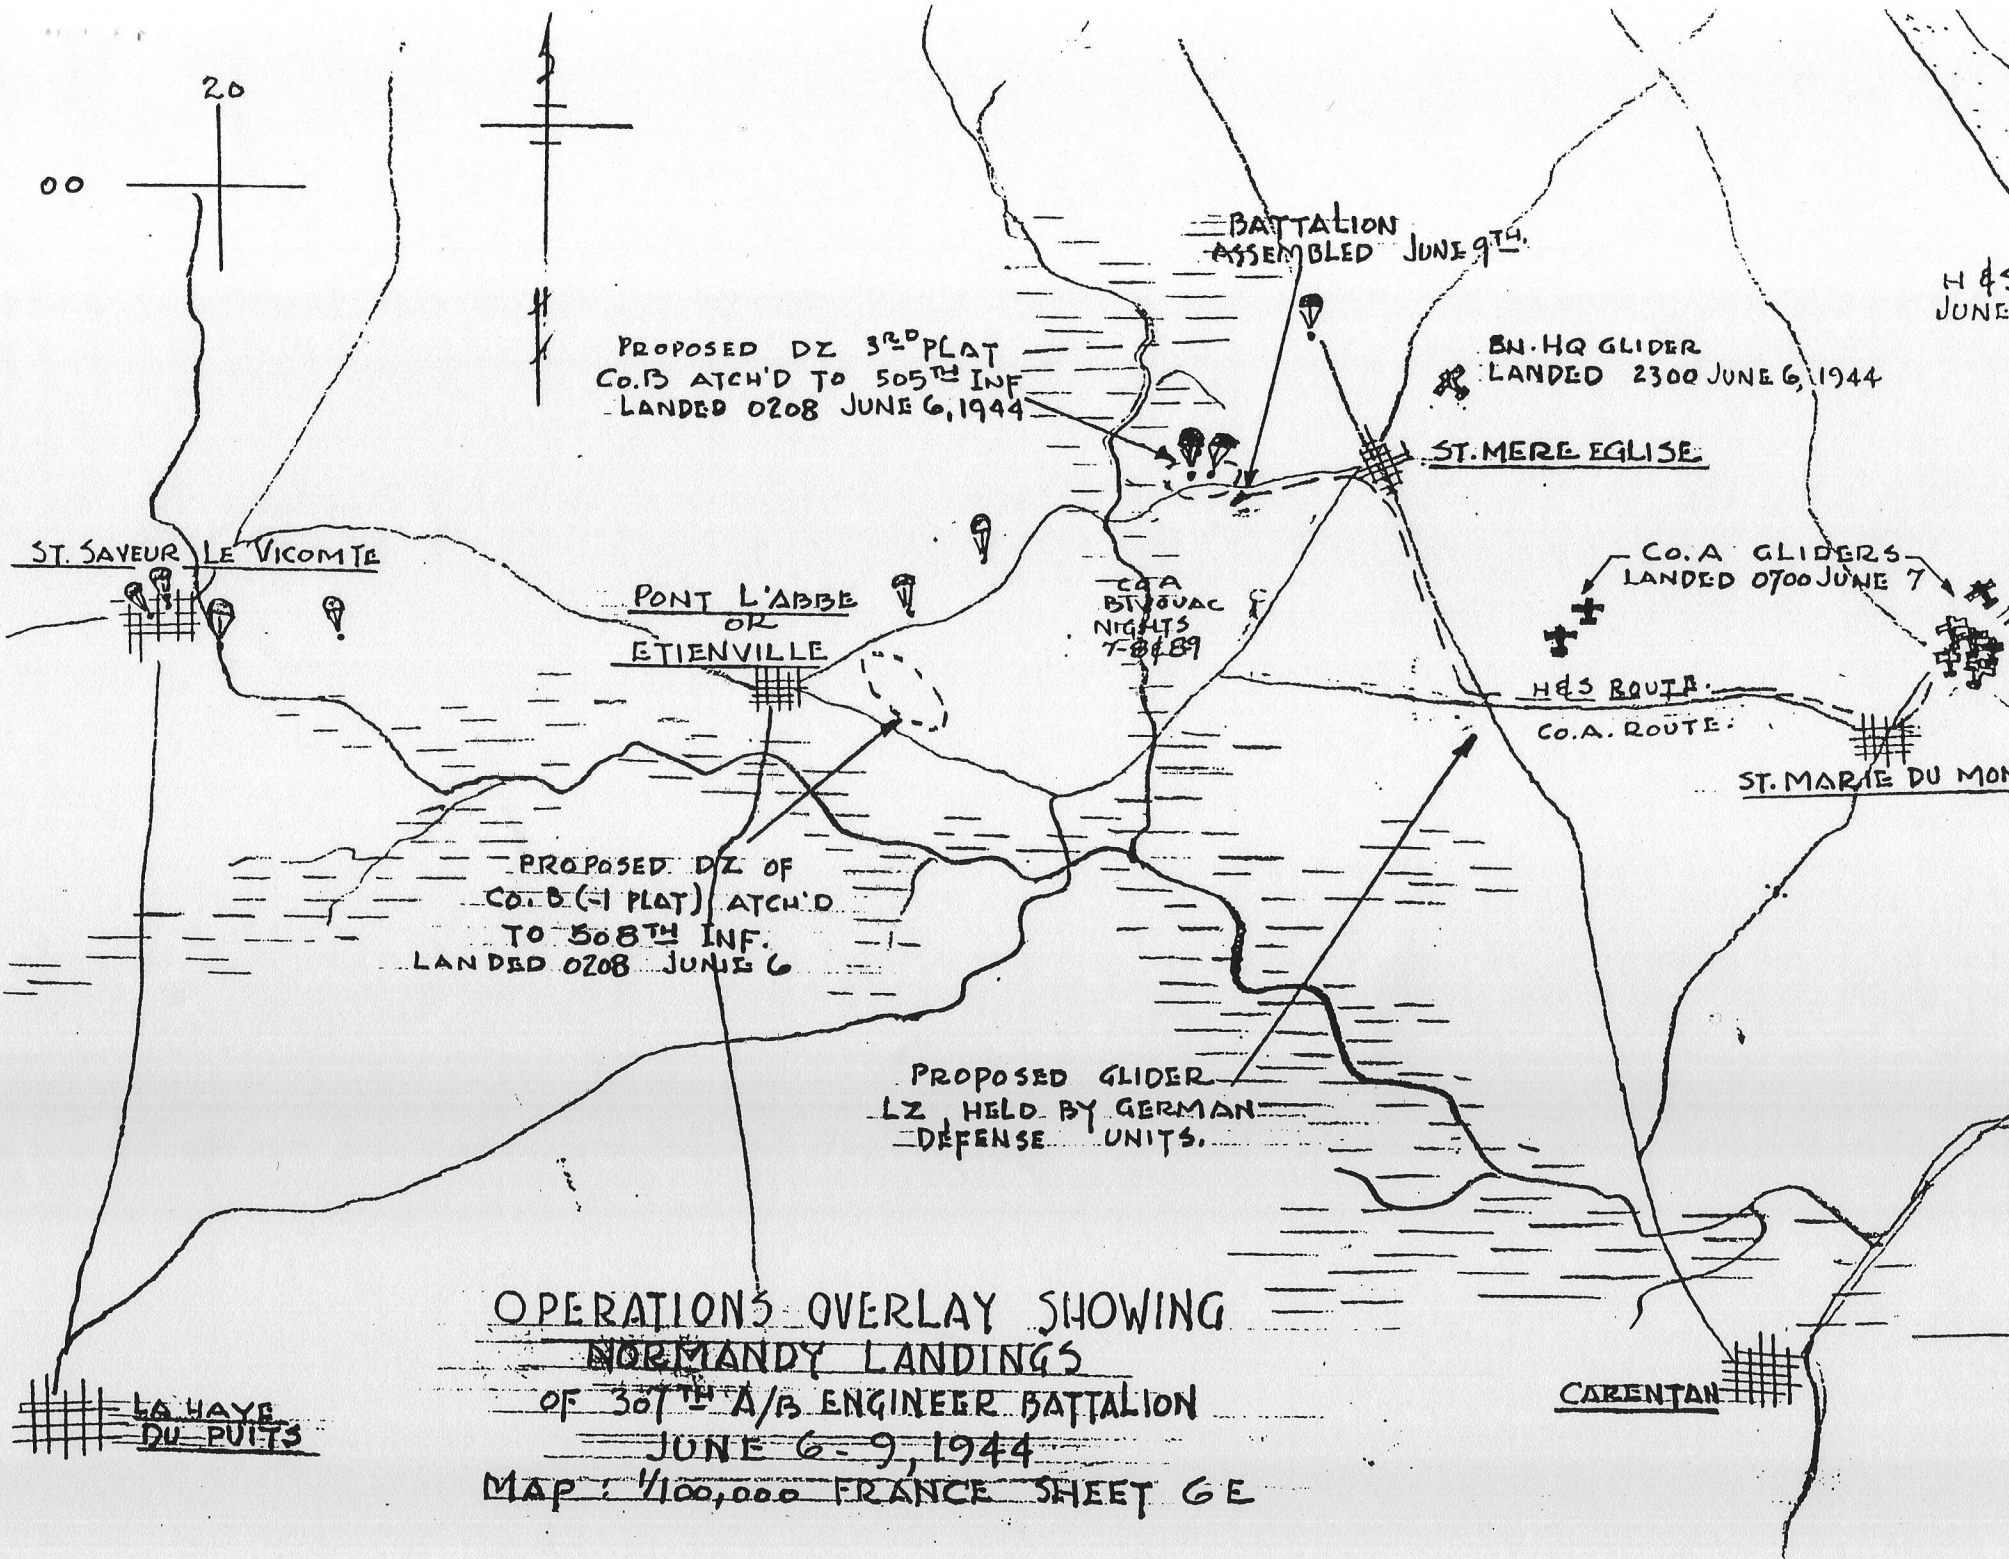 20
00
BATTALION
ASSEMBLED JUNE 9TH.
H & S
JUNE
PROPOSED DZ 3RD PLAT
CO.B ATCH'D TO 505TH INF
LANDED 0208 JUNE 6, 1944
BN. HQ GLIDER
LANDED 2300 JUNE 6, 1944
ST. MERE EGLISE
ST. SAVEUR LE VICOMTE
CO. A GLIDERS
LANDED 0700 JUNE 7
PONT L'ABBE
OR
ETIENVILLE
CO A
BIVOUAC
NIGHTS
7-8&89
H&S ROUTE.
CO.A. ROUTE.
ST. MARIE DU MON
PROPOSED DZ OF
CO. B (-1 PLAT) ATCH'D
TO 508TH INF.
LANDED 0208 JUNE 6
PROPOSED GLIDER
LZ, HELD BY GERMAN
DEFENSE UNITS.
OPERATIONS OVERLAY SHOWING
NORMANDY LANDINGS
OF 307TH A/B ENGINEER BATTALION
JUNE 6-9, 1944
MAP: 1/100,000 FRANCE SHEET 6E
LA HAYE
DU PUITS
CARENTAN